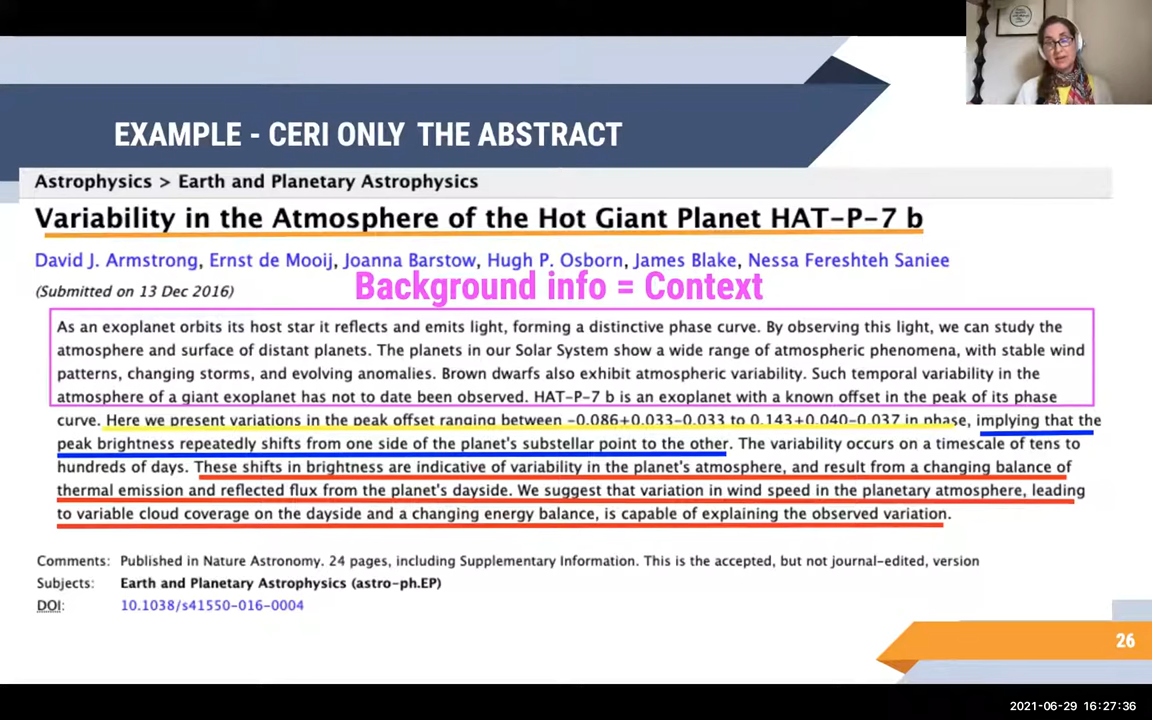 EXAMPLE - CERI ONLY THE ABSTRACT
Astrophysics > Earth and Planetary Astrophysics
Variability in the Atmosphere of the Hot Giant Planet HAT-P-7 b
David J. Armstrong, Ernst de Mooij, Joanna Barstow, Hugh P. Osborn, James Blake, Nessa Fereshteh Saniee
(Submitted on 13 Dec 2016)
Background info = Context
As an exoplanet orbits its host star it reflects and emits light, forming a distinctive phase curve. By observing this light, we can study the
atmosphere and surface of distant planets. The planets in our Solar System show a wide range of atmospheric phenomena, with stable wind
patterns, changing storms, and evolving anomalies. Brown dwarfs also exhibit atmospheric variability. Such temporal variability in the
atmosphere of a giant exoplanet has not to date been observed. HAT-P-7 b is an exoplanet with a known offset in the peak of its phase
curve. Here we present variations in the peak offset ranging between -0.086+0.033-0.033 to 0.143+0.040-0.037 in phase, implying that the
peak brightness repeatedly shifts from one side of the planet's substellar point to the other. The variability occurs on a timescale of tens to
hundreds of days. These shifts in brightness are indicative of variability in the planet's atmosphere, and result from a changing balance of
thermal emission and reflected flux from the planet's dayside. We suggest that variation in wind speed in the planetary atmosphere, leading
to variable cloud coverage on the dayside and a changing energy balance, is capable of explaining the observed variation.
Comments: Published in Nature Astronomy. 24 pages, including Supplementary Information. This is the accepted, but not journal-edited, version
Subjects: Earth and Planetary Astrophysics (astro-ph.EP)
DOI: 10.1038/s41550-016-0004
26
2021-06-29 16:27:36